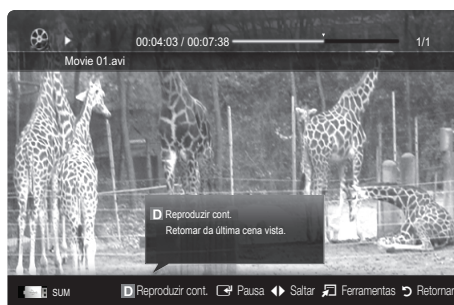 00:04:03 / 00:07:38 1/1
Movie 01.avi
D Reproduzir cont.
Retomar da última cena vista.
SUM D Reproduzir cont. Pausa Saltar Ferramentas Retornar